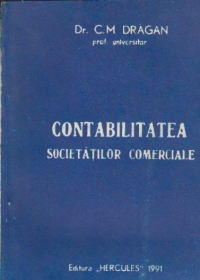 Dr. C.M DRAGAN
prof. universitar
CONTABILITATEA
SOCIETĂȚILOR COMERCIALE
Editura „HERCULES" 1991